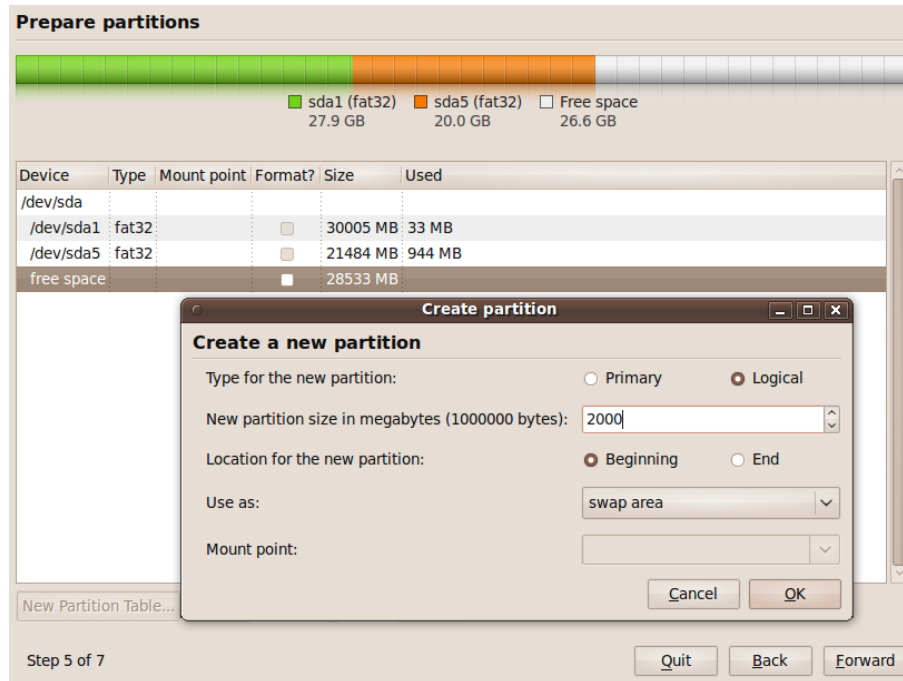 Prepare partitions
sda1 (fat32) sda5 (fat32) Free space
27.9 GB 20.0 GB 26.6 GB
Device Type Mount point Format? Size Used
/dev/sda
/dev/sda1 fat32 30005 MB 33 MB
/dev/sda5 fat32 21484 MB 944 MB
free space 28533 MB
Create partition
Create a new partition
Type for the new partition: Primary Logical
New partition size in megabytes (1000000 bytes): 2000
Location for the new partition: Beginning End
Use as: swap area
Mount point:
Cancel OK
New Partition Table...
Step 5 of 7 Quit Back Forward